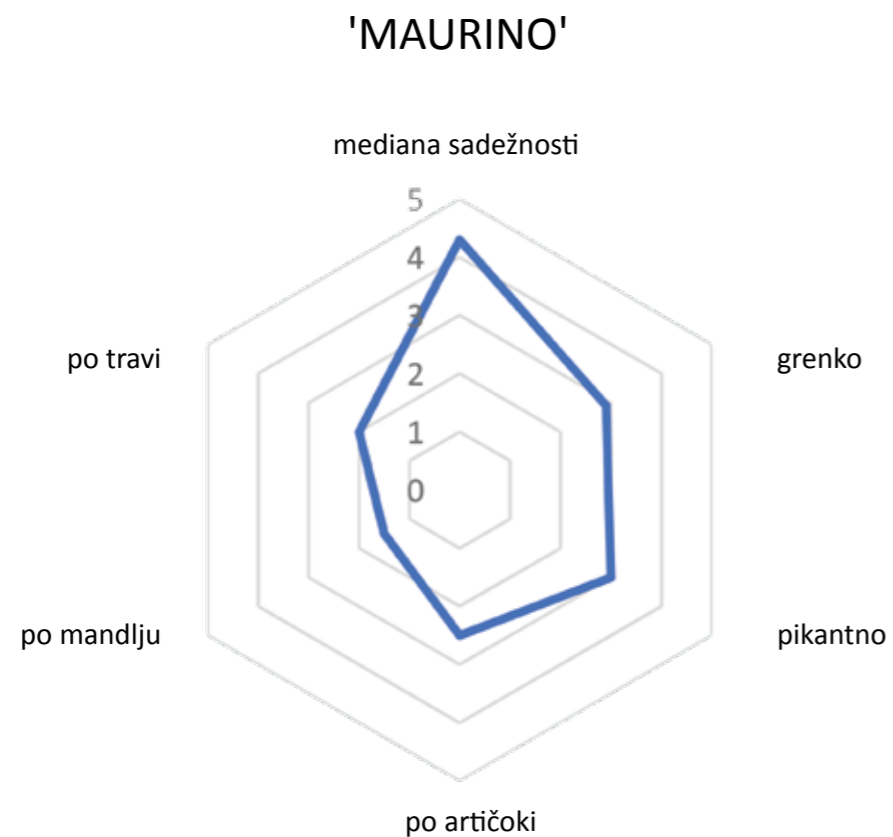 'MAURINO'
mediana sadežnosti
5
4
3
2
1
0
po travi
grenko
po mandlju
pikantno
po artičoki